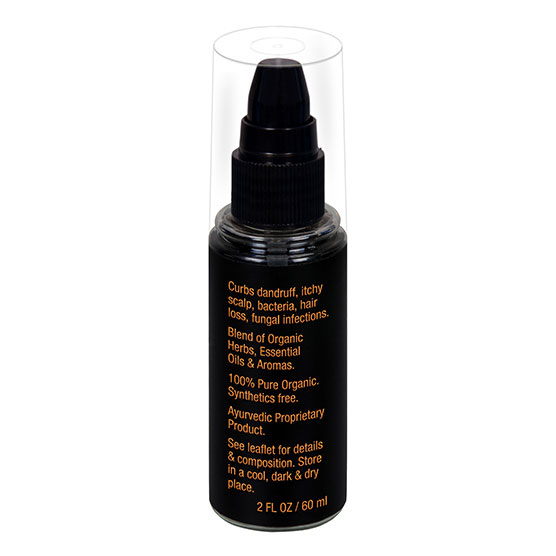 Curbs dandruff, itchy
scalp, bacteria, hair
loss, fungal infections.
Blend of Organic
Herbs, Essential
Oils & Aromas.
100% Pure Organic.
Synthetics free.
Ayurvedic Proprietary
Product.
See leaflet for details
& composition. Store
in a cool, dark & dry
place.
2 FL OZ / 60 ml